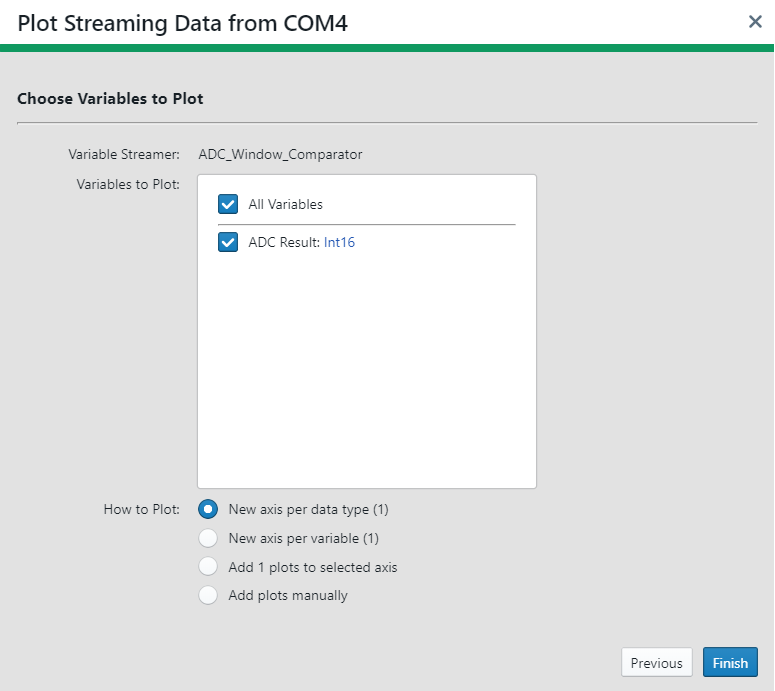 Plot Streaming Data from COM4
Choose Variables to Plot
Variable Streamer: ADC_Window_Comparator
Variables to Plot:
All Variables
ADC Result: Int16
How to Plot:
New axis per data type (1)
New axis per variable (1)
Add 1 plots to selected axis
Add plots manually
Previous
Finish